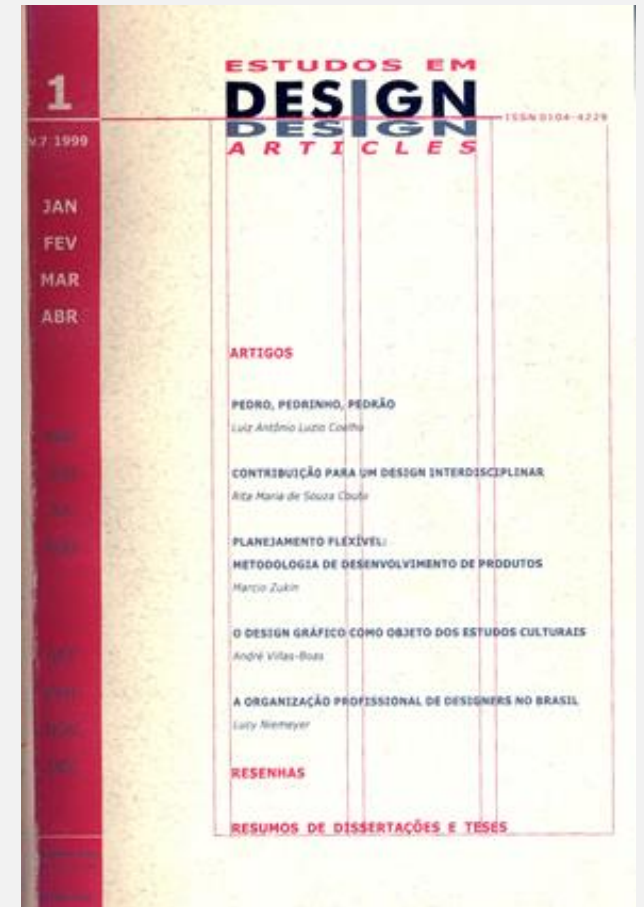 1
v.7 1999
JAN
FEV
MAR
ABR
ESTUDOS EM
DESIGN
DESIGN
ARTICLES
ISSN 0104-4229
ARTIGOS
PEDRO, PEDRINHO, PEDRÃO
Luiz Antônio Luzio Coelho
CONTRIBUIÇÃO PARA UM DESIGN INTERDISCIPLINAR
Rita Maria de Souza Couto
PLANEJAMENTO FLEXÍVEL:
METODOLOGIA DE DESENVOLVIMENTO DE PRODUTOS
Marcio Zukin
O DESIGN GRÁFICO COMO OBJETO DOS ESTUDOS CULTURAIS
André Villas-Boas
A ORGANIZAÇÃO PROFISSIONAL DE DESIGNERS NO BRASIL
Lucy Niemeyer
RESENHAS
RESUMOS DE DISSERTAÇÕES E TESES